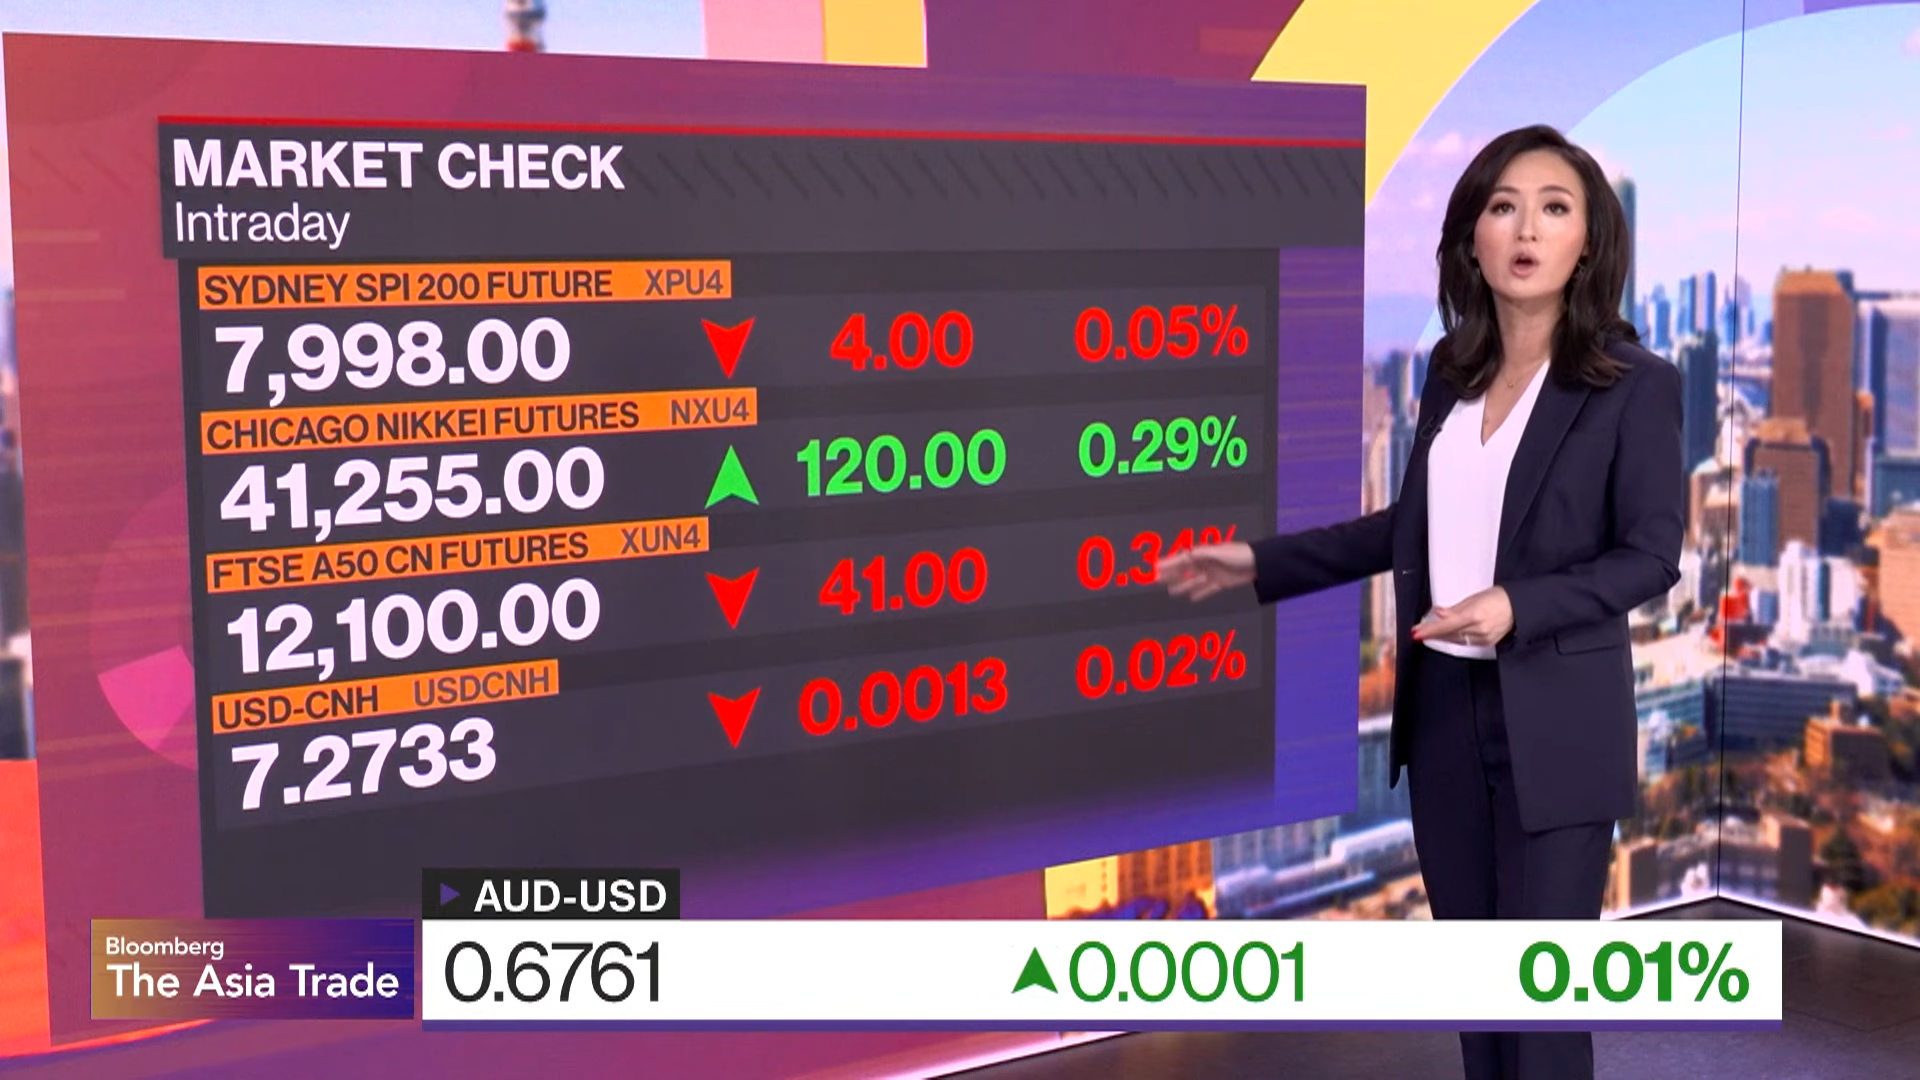 MARKET CHECK
Intraday
SYDNEY SPI 200 FUTURE XPU4
7,998.00 4.00 0.05%
CHICAGO NIKKEI FUTURES NXU4
41,255.00 120.00 0.29%
FTSE A50 CN FUTURES XUN4
12,100.00 41.00 0.34%
USD-CNH USDCNH
7.2733 0.0013 0.02%
AUD-USD
Bloomberg
The Asia Trade
0.6761 0.0001 0.01%